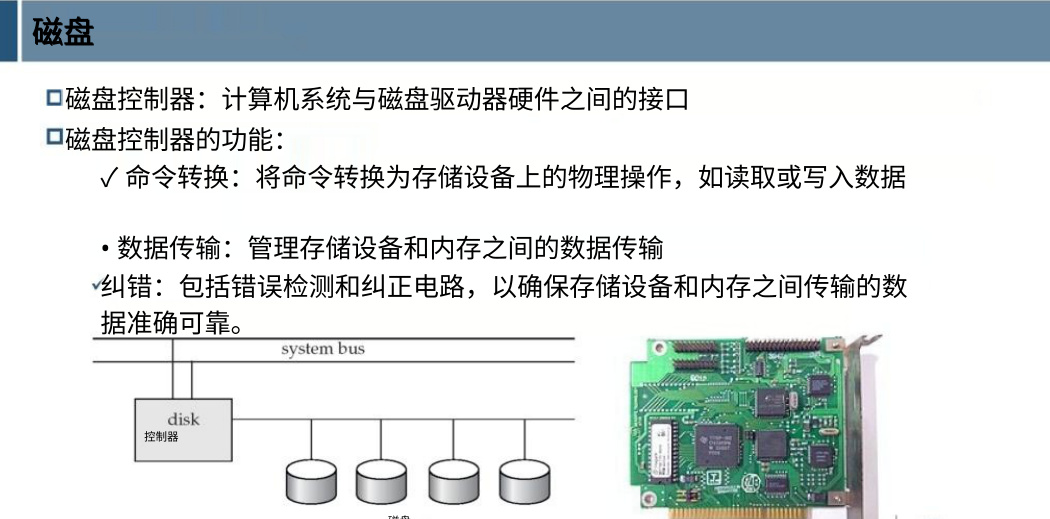 磁盘
磁盘控制器：计算机系统与磁盘驱动器硬件之间的接口
磁盘控制器的功能：
✓ 命令转换：将命令转换为存储设备上的物理操作，如读取或写入数据
• 数据传输：管理存储设备和内存之间的数据传输
✓纠错：包括错误检测和纠正电路，以确保存储设备和内存之间传输的数
据准确可靠。
system bus
disk
控制器
磁盘